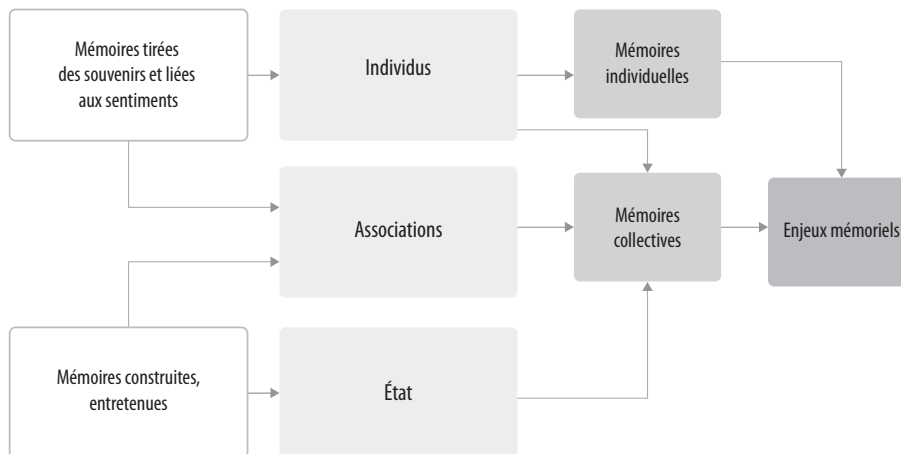 Mémoires tirées
des souvenirs et liées
aux sentiments
Individus
Mémoires
individuelles
Associations
Mémoires
collectives
Enjeux mémoriels
Mémoires construites,
entretenues
État